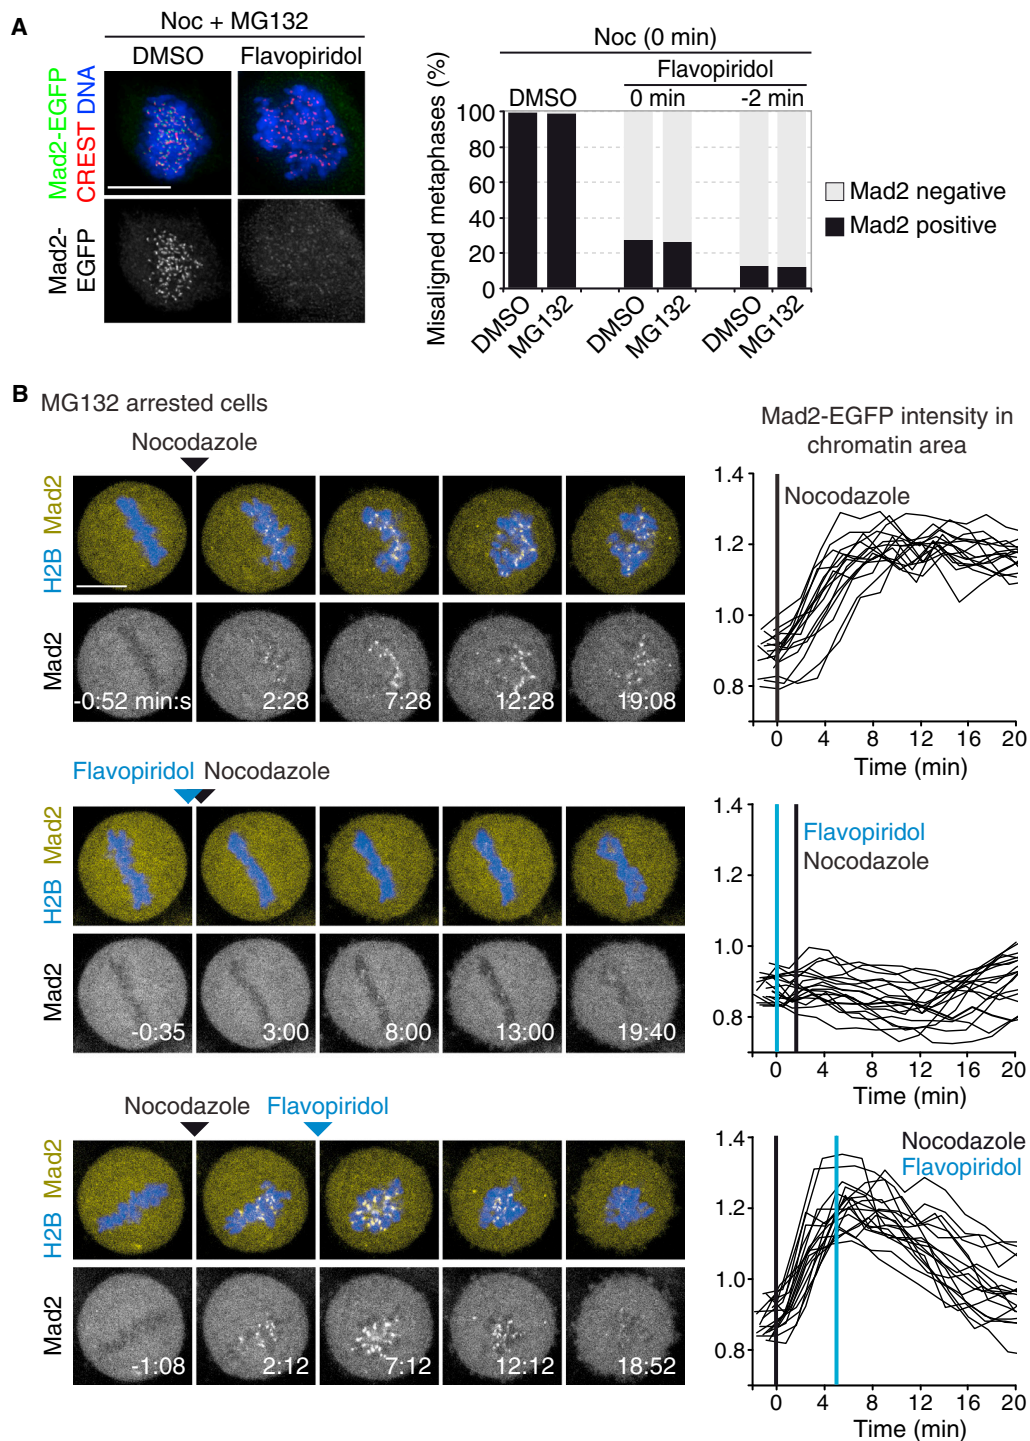 A
Noc + MG132
DMSO
Flavopiridol
Mad2-EGFP
CREST DNA
Mad2-
EGFP
Noc (0 min)
Flavopiridol
DMSO
0 min
-2 min
Misaligned metaphases (%)
100
80
60
40
20
0
DMSO
MG132
DMSO
MG132
DMSO
MG132
Mad2 negative
Mad2 positive
B
MG132 arrested cells
Nocodazole
H2B Mad2
Mad2
-0:52 min:s
2:28
7:28
12:28
19:08
Mad2-EGFP intensity in
chromatin area
1.4
1.2
1.0
0.8
Nocodazole
0 4 8 12 16 20
Time (min)
Flavopiridol
Nocodazole
H2B Mad2
Mad2
-0:35
3:00
8:00
13:00
19:40
1.4
1.2
1.0
0.8
Flavopiridol
Nocodazole
0 4 8 12 16 20
Time (min)
Nocodazole
Flavopiridol
H2B Mad2
Mad2
-1:08
2:12
7:12
12:12
18:52
1.4
1.2
1.0
0.8
Nocodazole
Flavopiridol
0 4 8 12 16 20
Time (min)